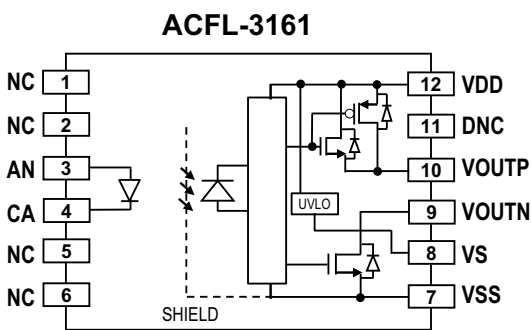 ACFL-3161
NC 1
NC 2
AN 3
CA 4
NC 5
NC 6
SHIELD
UVLO
12 VDD
11 DNC
10 VOUTP
9 VOUTN
8 VS
7 VSS